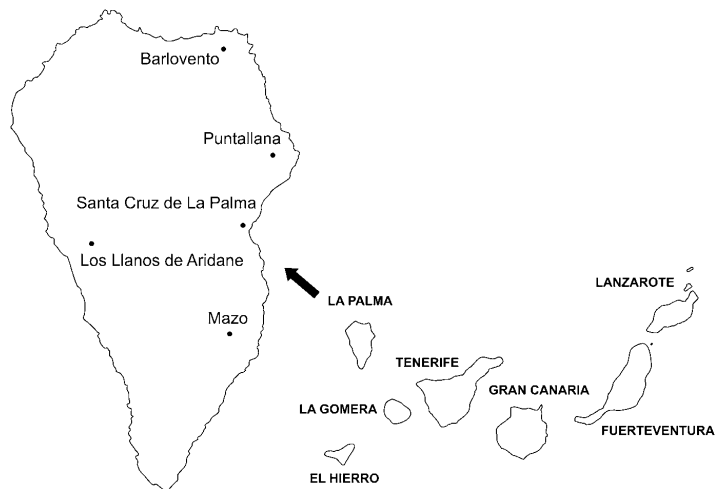 Barlovento
Puntallana
Santa Cruz de La Palma
Los Llanos de Aridane
Mazo
LA PALMA
LANZAROTE
TENERIFE
GRAN CANARIA
LA GOMERA
FUERTEVENTURA
EL HIERRO